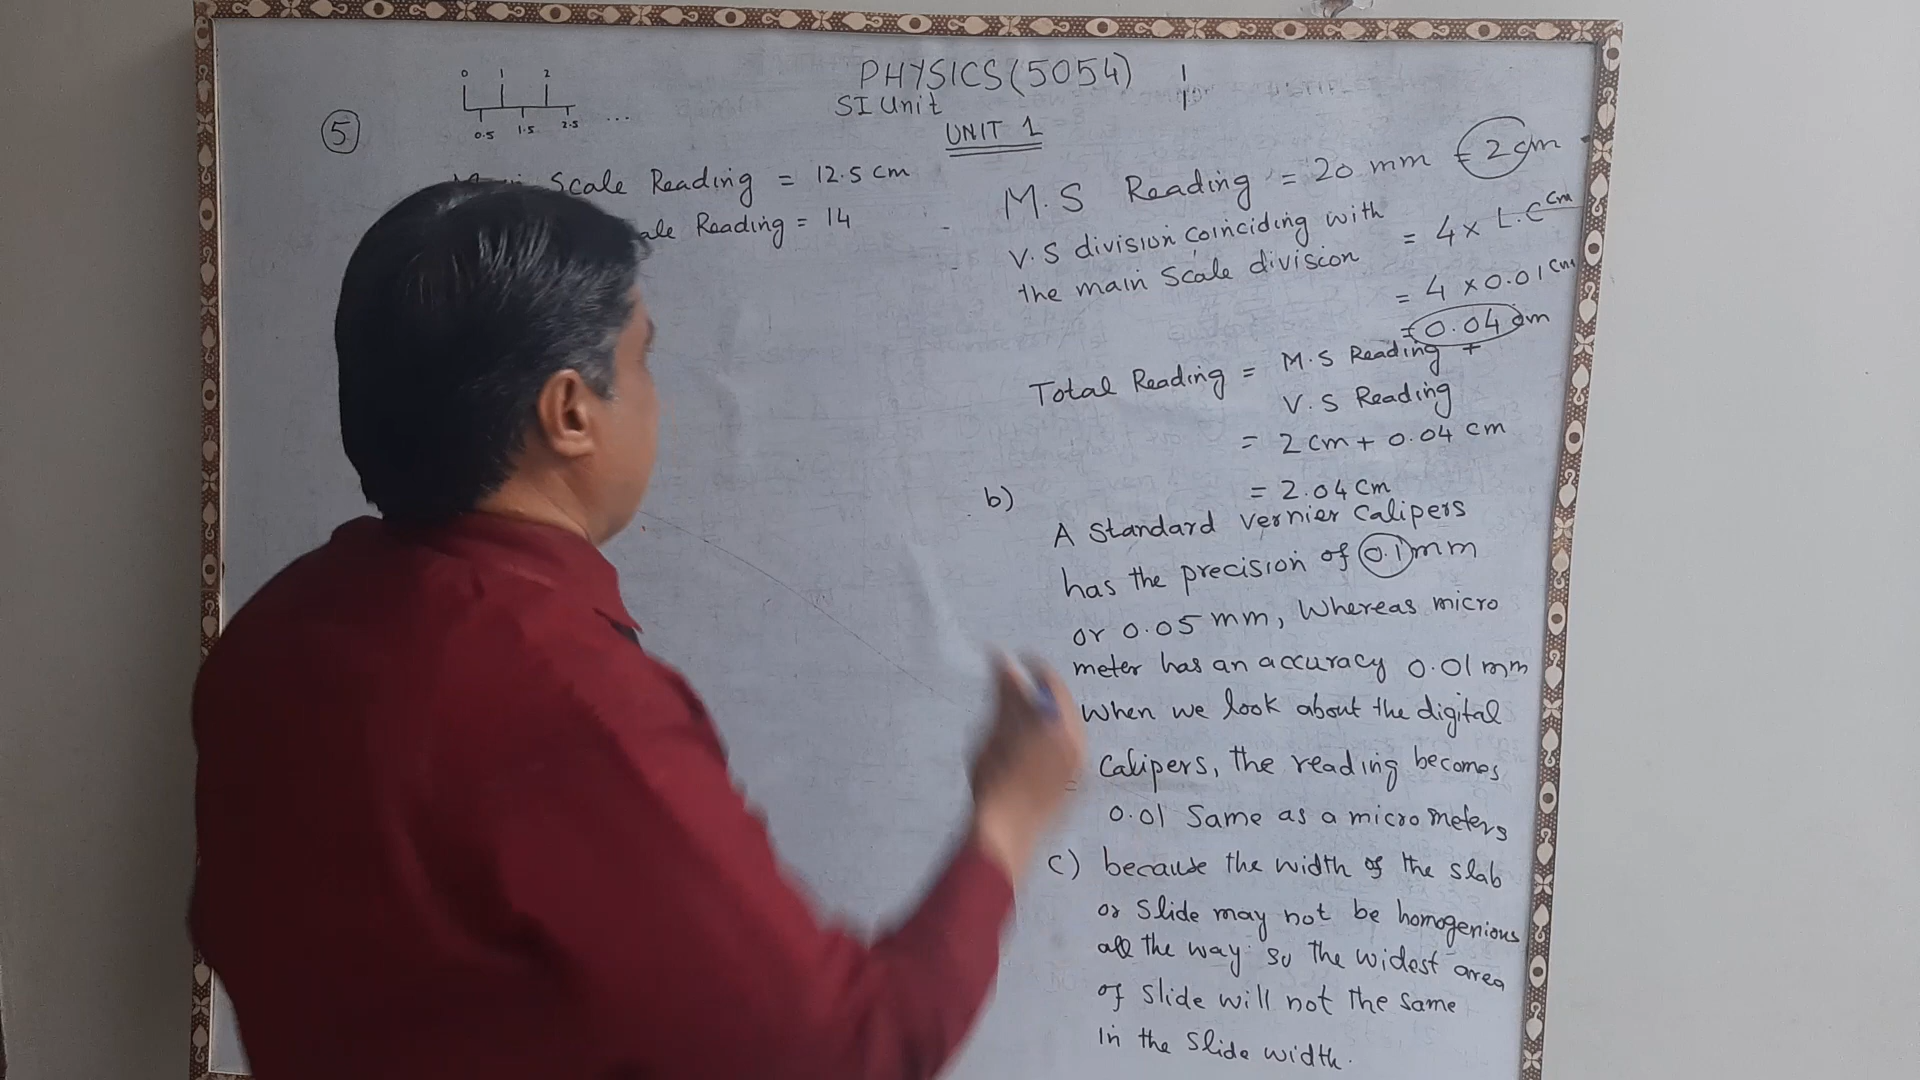 PHYSICS(5054)
SI Unit
UNIT 1
5
0 1 2
0.5 1.5 2.5 ...
Scale Reading = 12.5 cm
ale Reading = 14
M.S Reading = 20 mm = 2 cm
V.S division coinciding with
the main Scale division
= 4 x L.C cm
= 4 x 0.01 cm
= 0.04 cm
Total Reading = M.S Reading +
V.S Reading
= 2 cm + 0.04 cm
= 2.04 cm
b)
A Standard vernier calipers
has the precision of 0.1 mm
or 0.05 mm, Whereas micro
meter has an accuracy 0.01 mm
When we look about the digital
Calipers, the reading becomes
0.01 Same as a micrometers
c) because the width of the slab
or Slide may not be homogenious
all the way so the widest area
of slide will not the same
in the slide width.